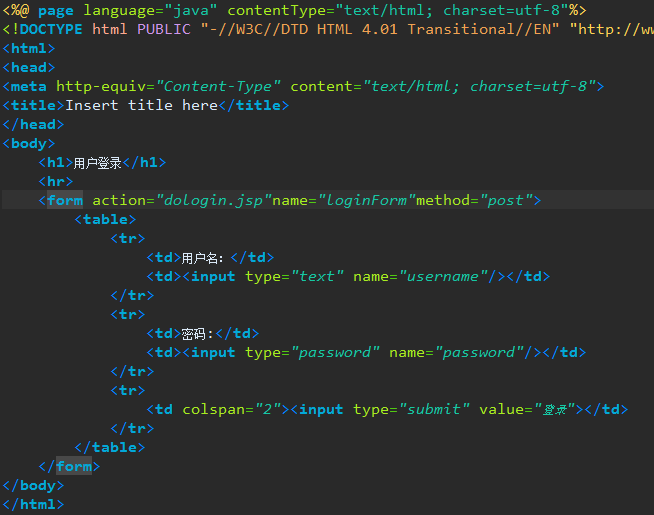 <%@ page language="java" contentType="text/html; charset=utf-8"%>
<!DOCTYPE html PUBLIC "-//W3C//DTD HTML 4.01 Transitional//EN" "http://w
<html>
<head>
<meta http-equiv="Content-Type" content="text/html; charset=utf-8">
<title>Insert title here</title>
</head>
<body>
<h1>用户登录</h1>
<hr>
<form action="dologin.jsp"name="loginForm"method="post">
<table>
<tr>
<td>用户名：</td>
<td><input type="text" name="username"/></td>
</tr>
<tr>
<td>密码：</td>
<td><input type="password" name="password"/></td>
</tr>
<tr>
<td colspan="2"><input type="submit" value="登录"></td>
</tr>
</table>
</form>
</body>
</html>